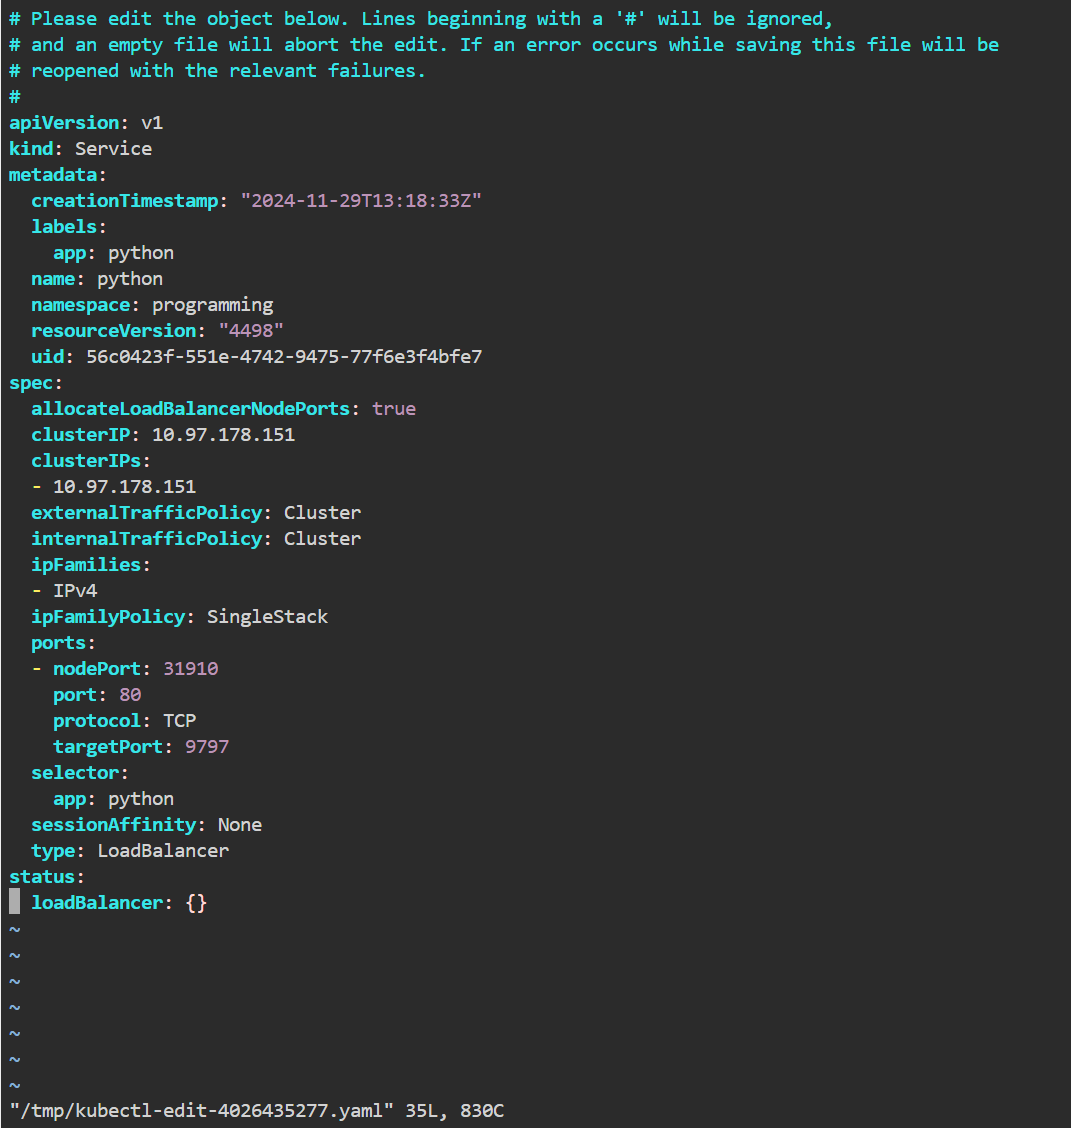 # Please edit the object below. Lines beginning with a '#' will be ignored,
# and an empty file will abort the edit. If an error occurs while saving this file will be
# reopened with the relevant failures.
#
apiVersion: v1
kind: Service
metadata:
  creationTimestamp: "2024-11-29T13:18:33Z"
  labels:
    app: python
  name: python
  namespace: programming
  resourceVersion: "4498"
  uid: 56c0423f-551e-4742-9475-77f6e3f4bfe7
spec:
  allocateLoadBalancerNodePorts: true
  clusterIP: 10.97.178.151
  clusterIPs:
  - 10.97.178.151
  externalTrafficPolicy: Cluster
  internalTrafficPolicy: Cluster
  ipFamilies:
  - IPv4
  ipFamilyPolicy: SingleStack
  ports:
  - nodePort: 31910
    port: 80
    protocol: TCP
    targetPort: 9797
  selector:
    app: python
  sessionAffinity: None
  type: LoadBalancer
status:
  loadBalancer: {}
~
~
~
~
~
~
~
"/tmp/kubectl-edit-4026435277.yaml" 35L, 830C